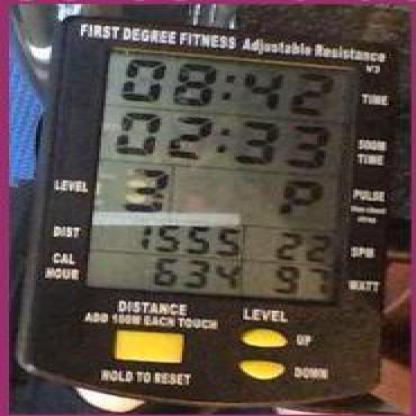 FIRST DEGREE FITNESS Adjustable Resistance
V3
08:42 TIME
02:33 500M TIME
LEVEL 3 P PULSE
DIST 1555 22 SPM
CAL HOUR 634 97 WATT
DISTANCE LEVEL
ADD 100M EACH TOUCH
UP
DOWN
HOLD TO RESET